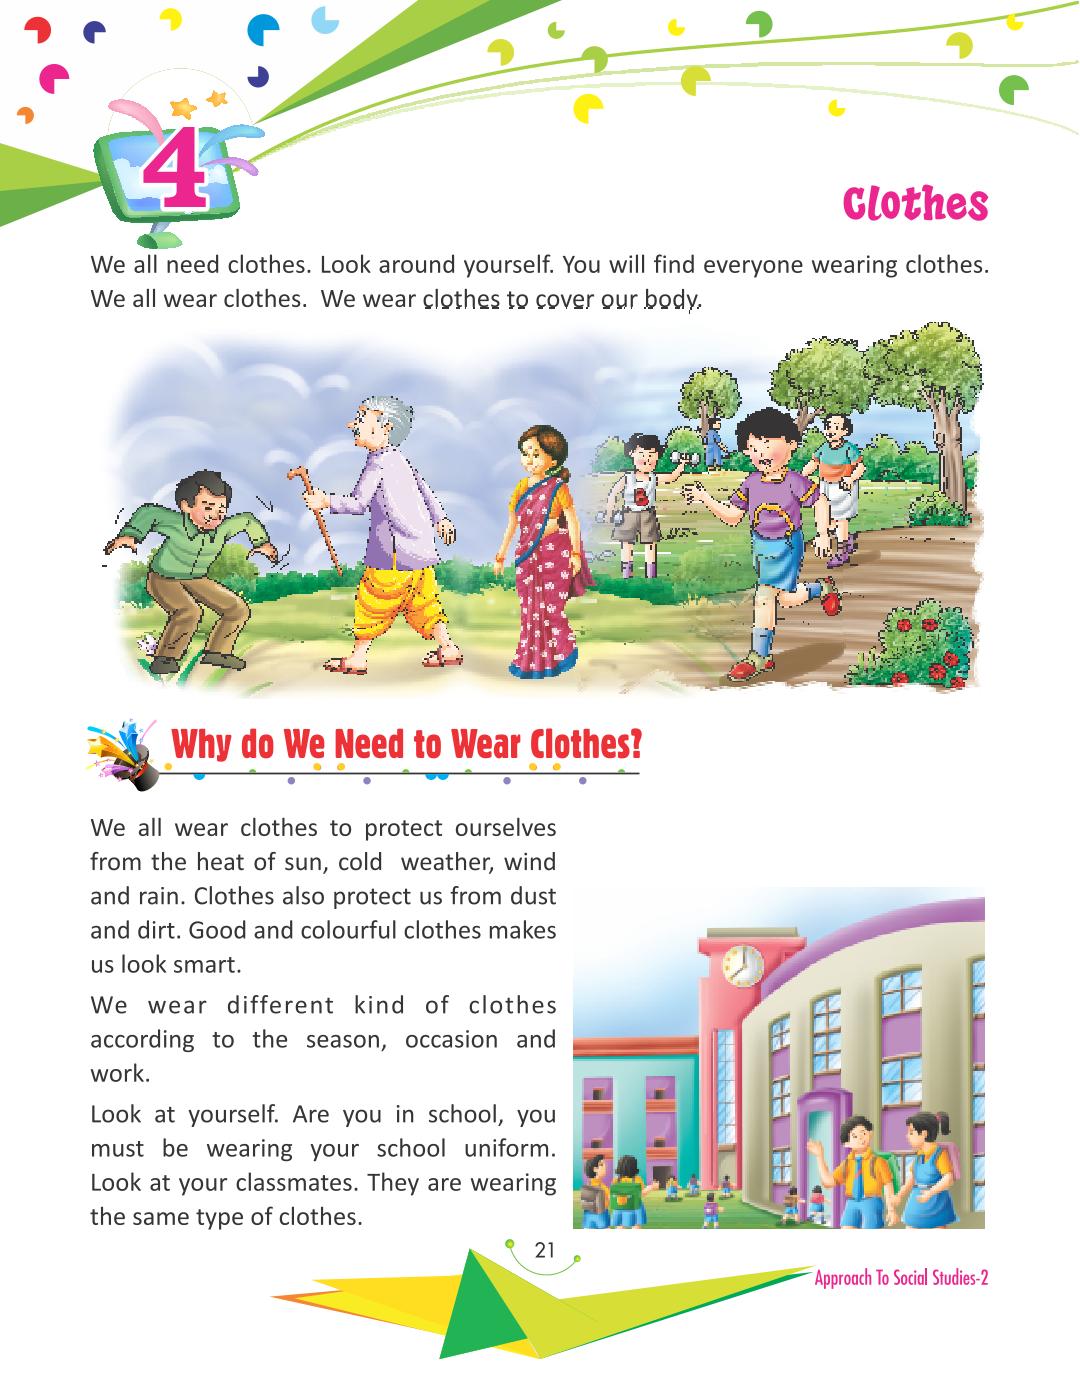 4
Clothes
We all need clothes. Look around yourself. You will find everyone wearing clothes.
We all wear clothes. We wear clothes to cover our body.
Why do We Need to Wear Clothes?
We all wear clothes to protect ourselves
from the heat of sun, cold weather, wind
and rain. Clothes also protect us from dust
and dirt. Good and colourful clothes makes
us look smart.
We wear different kind of clothes
according to the season, occasion and
work.
Look at yourself. Are you in school, you
must be wearing your school uniform.
Look at your classmates. They are wearing
the same type of clothes.
21
Approach To Social Studies-2